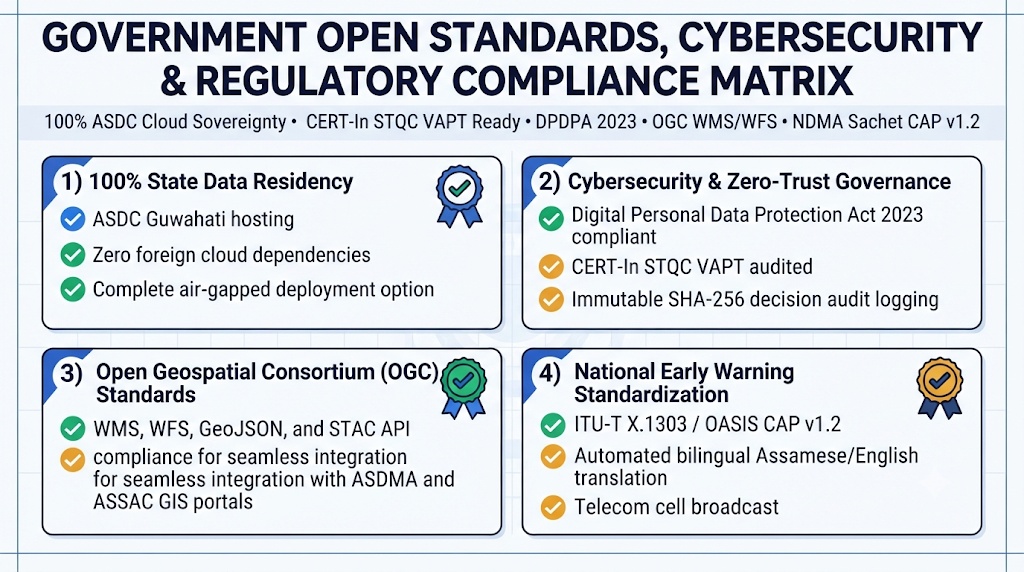 GOVERNMENT OPEN STANDARDS, CYBERSECURITY
& REGULATORY COMPLIANCE MATRIX
100% ASDC Cloud Sovereignty • CERT-In STQC VAPT Ready • DPDPA 2023 • OGC WMS/WFS • NDMA Sachet CAP v1.2
1) 100% State Data Residency
ASDC Guwahati hosting
Zero foreign cloud dependencies
Complete air-gapped deployment option
2) Cybersecurity & Zero-Trust Governance
Digital Personal Data Protection Act 2023
compliant
CERT-In STQC VAPT audited
Immutable SHA-256 decision audit logging
3) Open Geospatial Consortium (OGC)
Standards
WMS, WFS, GeoJSON, and STAC API
compliance for seamless integration
for seamless integration with ASDMA and
ASSAC GIS portals
4) National Early Warning
Standardization
ITU-T X.1303 / OASIS CAP v1.2
Automated bilingual Assamese/English
translation
Telecom cell broadcast